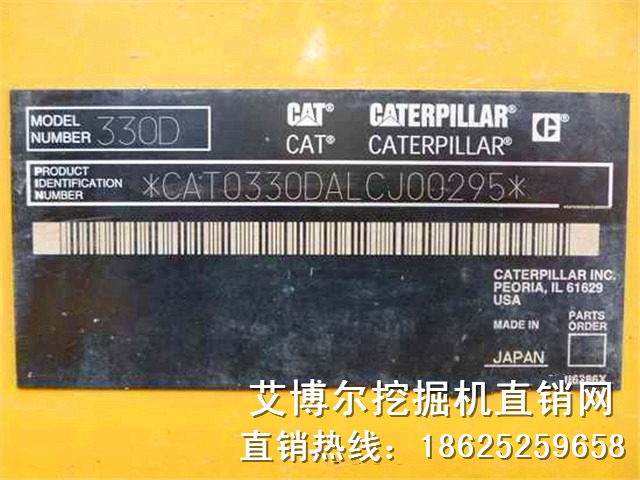 MODEL NUMBER 330D
CAT® CATERPILLAR®
CAT® CATERPILLAR®
PRODUCT IDENTIFICATION NUMBER *CAT0330DALCJ00295*
CATERPILLAR INC.
PEORIA, IL 61629
USA
MADE IN
JAPAN
PARTS ORDER
艾博尔挖掘机直销网
直销热线：18625259658